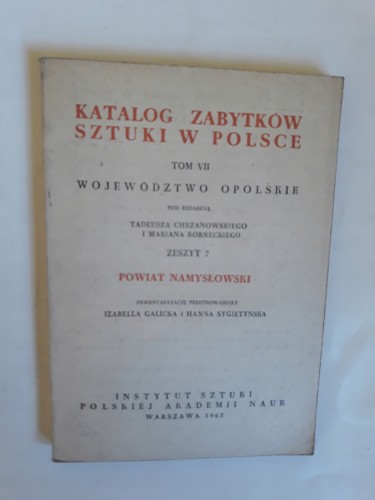 KATALOG ZABYTKÓW
SZTUKI W POLSCE
TOM VII
WOJEWÓDZTWO OPOLSKIE
POD REDAKCJĄ
TADEUSZA CHRZANOWSKIEGO
I MARIANA KORNECKIEGO
ZESZYT 7
POWIAT NAMYSŁOWSKI
INWENTARYZACJĘ PRZEPROWADZIŁY
IZABELLA GALICKA I HANNA SYGIETYŃSKA
INSTYTUT SZTUKI
POLSKIEJ AKADEMII NAUK
WARSZAWA